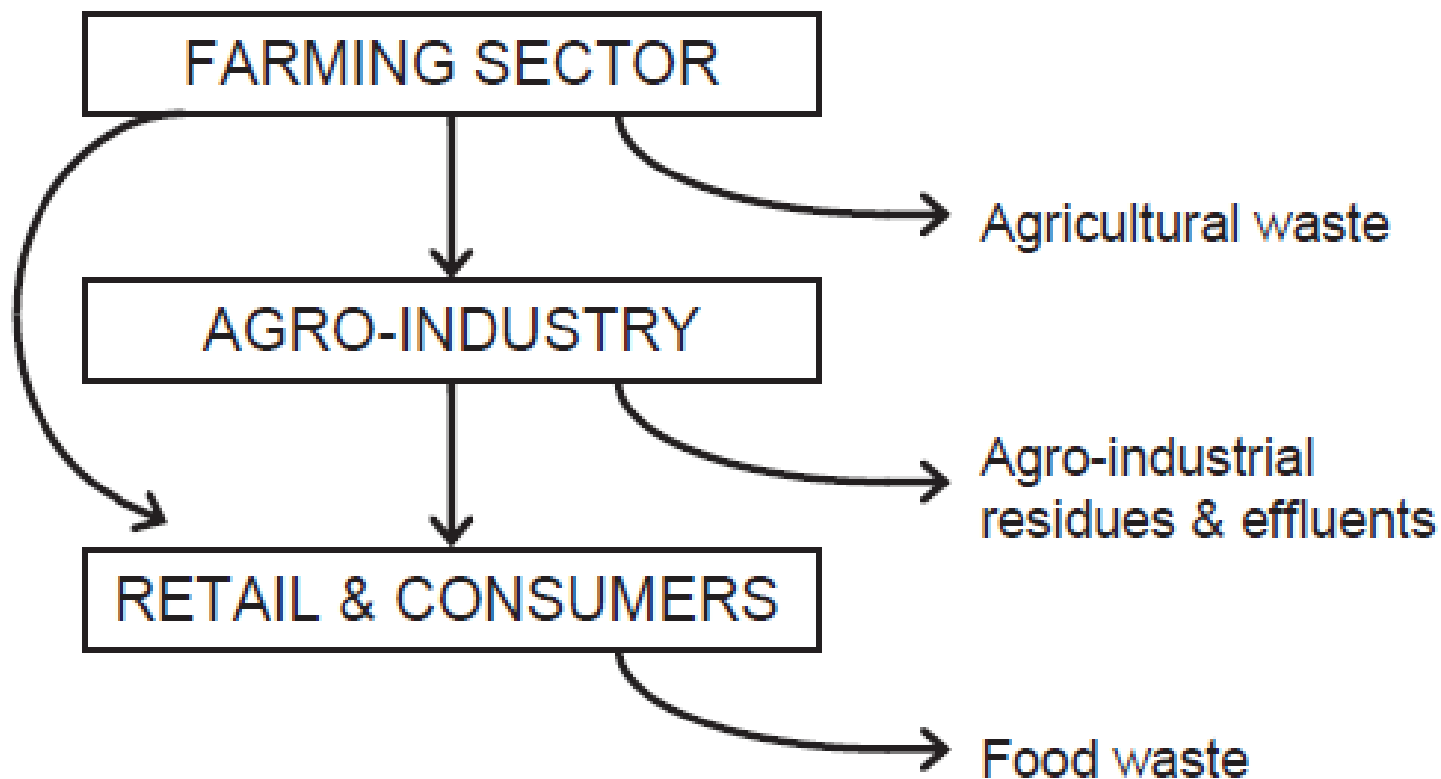 FARMING SECTOR
Agricultural waste
AGRO-INDUSTRY
Agro-industrial
residues & effluents
RETAIL & CONSUMERS
Food waste